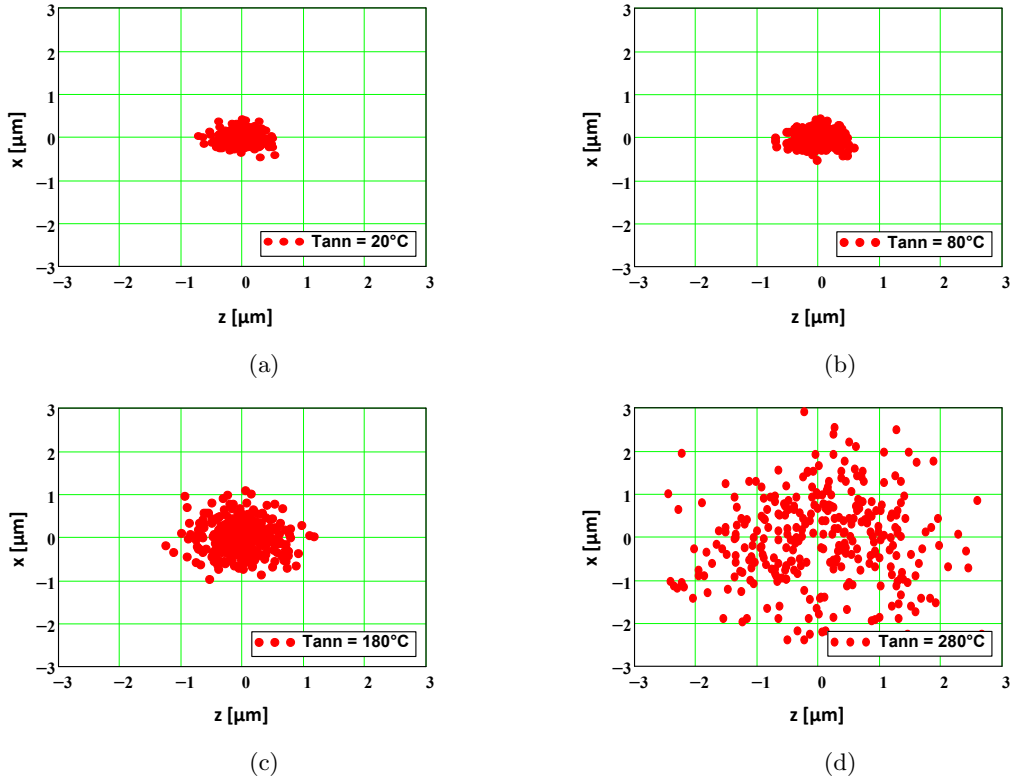 3
2
1
0
−1
−2
−3
x [µm]
Tann = 20°C
−3 −2 −1 0 1 2 3
z [µm]
(a)
3
2
1
0
−1
−2
−3
x [µm]
Tann = 80°C
−3 −2 −1 0 1 2 3
z [µm]
(b)
3
2
1
0
−1
−2
−3
x [µm]
Tann = 180°C
−3 −2 −1 0 1 2 3
z [µm]
(c)
3
2
1
0
−1
−2
−3
x [µm]
Tann = 280°C
−3 −2 −1 0 1 2 3
z [µm]
(d)